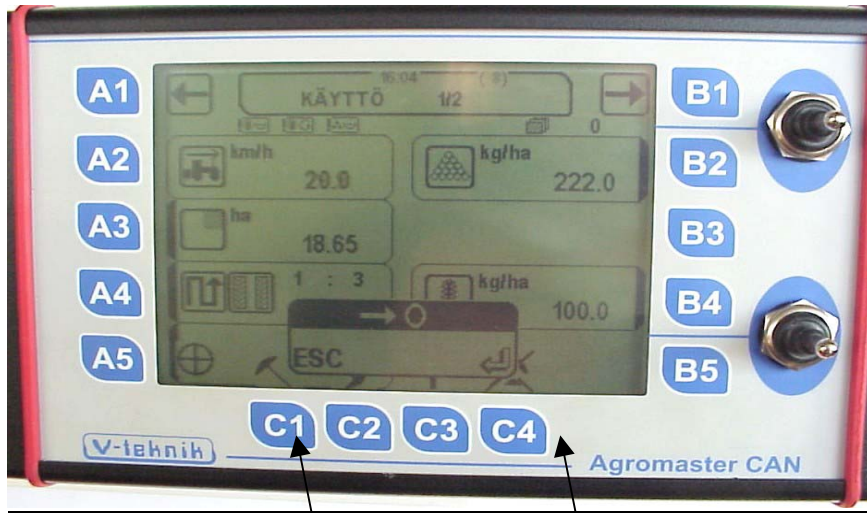 A1
16:04 ( 8)
KÄYTTÖ 1/2
B1
0
A2
km/h
20.0
kg/ha
222.0
B2
A3
ha
18.65
B3
A4
1 : 3
kg/ha
100.0
B4
A5
ESC
B5
C1 C2 C3 C4
V-teknik
Agromaster CAN